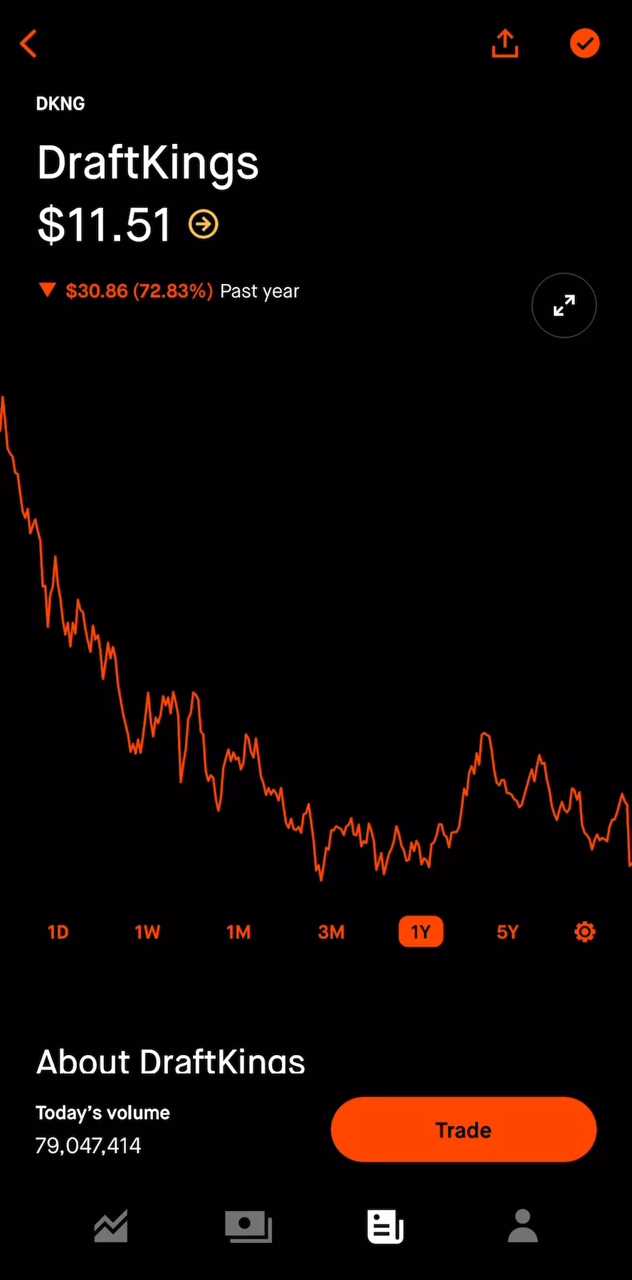 DKNG
DraftKings
$11.51
$30.86 (72.83%) Past year
1D 1W 1M 3M 1Y 5Y
About DraftKings
Today's volume
79,047,414
Trade